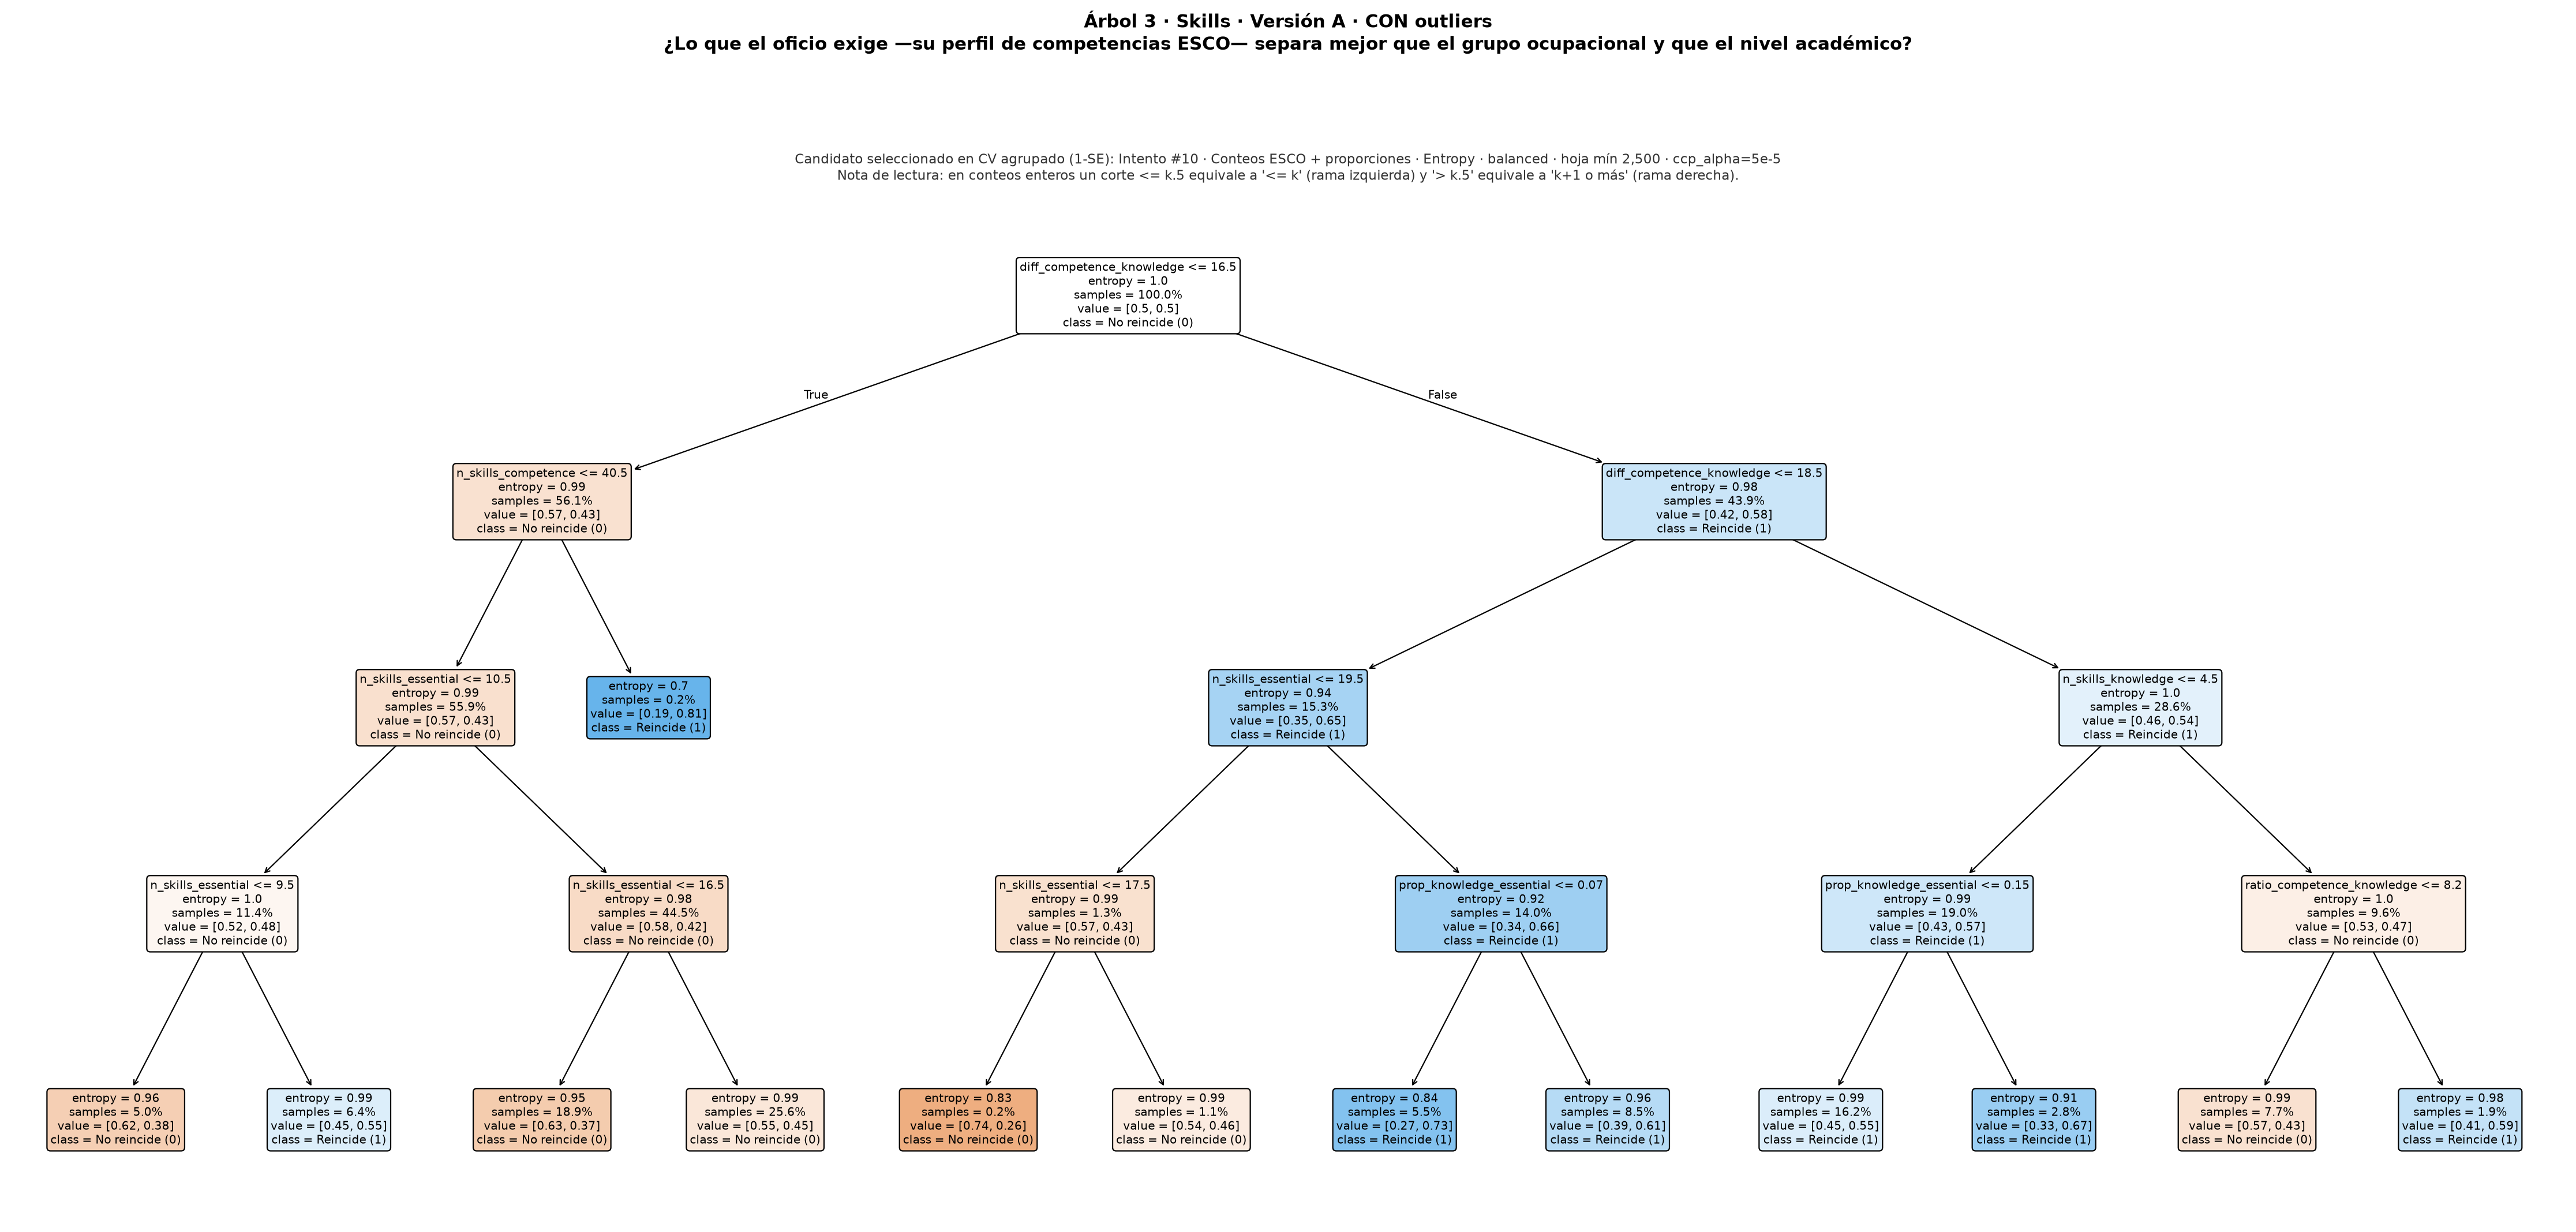 Árbol 3 · Skills · Versión A · CON outliers
¿Lo que el oficio exige —su perfil de competencias ESCO— separa mejor que el grupo ocupacional y que el nivel académico?
Candidato seleccionado en CV agrupado (1-SE): Intento #10 · Conteos ESCO + proporciones · Entropy · balanced · hoja mín 2,500 · ccp_alpha=5e-5
Nota de lectura: en conteos enteros un corte <= k.5 equivale a '<= k' (rama izquierda) y '> k.5' equivale a 'k+1 o más' (rama derecha).
diff_competence_knowledge <= 16.5
entropy = 1.0
samples = 100.0%
value = [0.5, 0.5]
class = No reincide (0)
True
False
n_skills_competence <= 40.5
entropy = 0.99
samples = 56.1%
value = [0.57, 0.43]
class = No reincide (0)
diff_competence_knowledge <= 18.5
entropy = 0.98
samples = 43.9%
value = [0.42, 0.58]
class = Reincide (1)
n_skills_essential <= 10.5
entropy = 0.99
samples = 55.9%
value = [0.57, 0.43]
class = No reincide (0)
entropy = 0.7
samples = 0.2%
value = [0.19, 0.81]
class = Reincide (1)
n_skills_essential <= 19.5
entropy = 0.94
samples = 15.3%
value = [0.35, 0.65]
class = Reincide (1)
n_skills_knowledge <= 4.5
entropy = 1.0
samples = 28.6%
value = [0.46, 0.54]
class = Reincide (1)
n_skills_essential <= 9.5
entropy = 1.0
samples = 11.4%
value = [0.52, 0.48]
class = No reincide (0)
n_skills_essential <= 16.5
entropy = 0.98
samples = 44.5%
value = [0.58, 0.42]
class = No reincide (0)
n_skills_essential <= 17.5
entropy = 0.99
samples = 1.3%
value = [0.57, 0.43]
class = No reincide (0)
prop_knowledge_essential <= 0.07
entropy = 0.92
samples = 14.0%
value = [0.34, 0.66]
class = Reincide (1)
prop_knowledge_essential <= 0.15
entropy = 0.99
samples = 19.0%
value = [0.43, 0.57]
class = Reincide (1)
ratio_competence_knowledge <= 8.2
entropy = 1.0
samples = 9.6%
value = [0.53, 0.47]
class = No reincide (0)
entropy = 0.96
samples = 5.0%
value = [0.62, 0.38]
class = No reincide (0)
entropy = 0.99
samples = 6.4%
value = [0.45, 0.55]
class = Reincide (1)
entropy = 0.95
samples = 18.9%
value = [0.63, 0.37]
class = No reincide (0)
entropy = 0.99
samples = 25.6%
value = [0.55, 0.45]
class = No reincide (0)
entropy = 0.83
samples = 0.2%
value = [0.74, 0.26]
class = No reincide (0)
entropy = 0.99
samples = 1.1%
value = [0.54, 0.46]
class = No reincide (0)
entropy = 0.84
samples = 5.5%
value = [0.27, 0.73]
class = Reincide (1)
entropy = 0.96
samples = 8.5%
value = [0.39, 0.61]
class = Reincide (1)
entropy = 0.99
samples = 16.2%
value = [0.45, 0.55]
class = Reincide (1)
entropy = 0.91
samples = 2.8%
value = [0.33, 0.67]
class = Reincide (1)
entropy = 0.99
samples = 7.7%
value = [0.57, 0.43]
class = No reincide (0)
entropy = 0.98
samples = 1.9%
value = [0.41, 0.59]
class = Reincide (1)